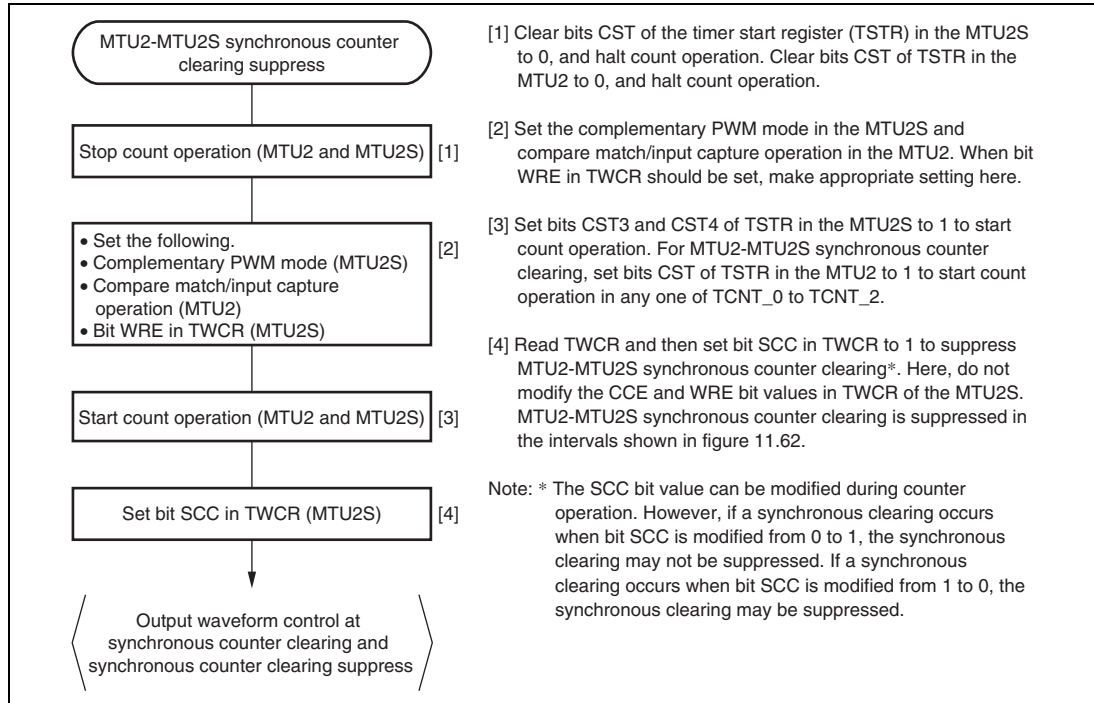 MTU2-MTU2S synchronous counter
clearing suppress
Stop count operation (MTU2 and MTU2S)
[1]
• Set the following.
• Complementary PWM mode (MTU2S)
• Compare match/input capture
operation (MTU2)
• Bit WRE in TWCR (MTU2S)
[2]
Start count operation (MTU2 and MTU2S)
[3]
Set bit SCC in TWCR (MTU2S)
[4]
Output waveform control at
synchronous counter clearing and
synchronous counter clearing suppress
[1] Clear bits CST of the timer start register (TSTR) in the MTU2S
to 0, and halt count operation. Clear bits CST of TSTR in the
MTU2 to 0, and halt count operation.
[2] Set the complementary PWM mode in the MTU2S and
compare match/input capture operation in the MTU2. When bit
WRE in TWCR should be set, make appropriate setting here.
[3] Set bits CST3 and CST4 of TSTR in the MTU2S to 1 to start
count operation. For MTU2-MTU2S synchronous counter
clearing, set bits CST of TSTR in the MTU2 to 1 to start count
operation in any one of TCNT_0 to TCNT_2.
[4] Read TWCR and then set bit SCC in TWCR to 1 to suppress
MTU2-MTU2S synchronous counter clearing*. Here, do not
modify the CCE and WRE bit values in TWCR of the MTU2S.
MTU2-MTU2S synchronous counter clearing is suppressed in
the intervals shown in figure 11.62.
Note: * The SCC bit value can be modified during counter
operation. However, if a synchronous clearing occurs
when bit SCC is modified from 0 to 1, the synchronous
clearing may not be suppressed. If a synchronous
clearing occurs when bit SCC is modified from 1 to 0, the
synchronous clearing may be suppressed.